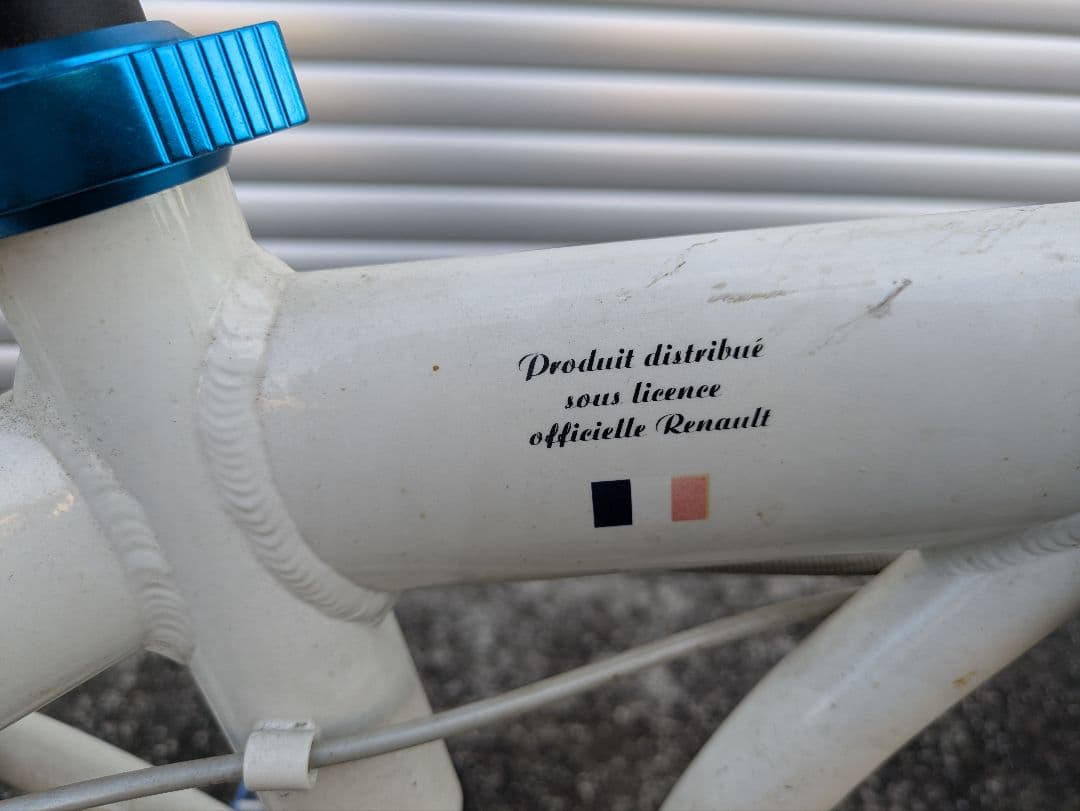 Produit distribué
sous licence
officielle Renault